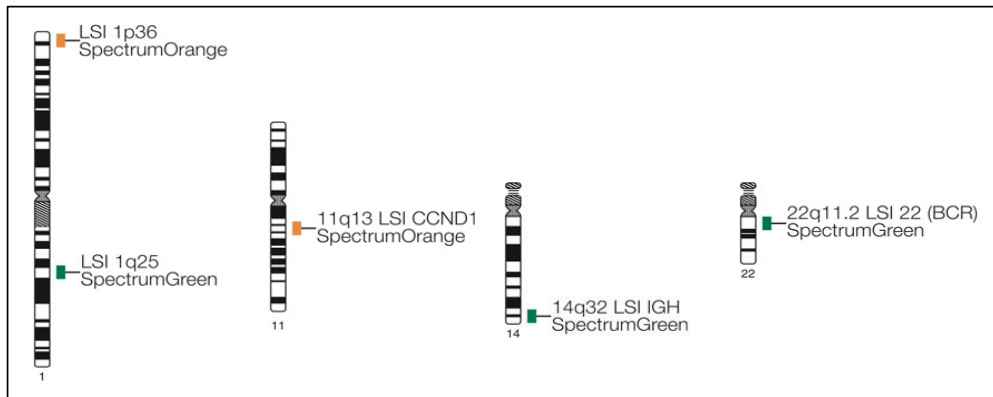 LSI 1p36
SpectrumOrange
LSI 1q25
SpectrumGreen
1
11q13 LSI CCND1
SpectrumOrange
11
14q32 LSI IGH
SpectrumGreen
14
22q11.2 LSI 22 (BCR)
SpectrumGreen
22